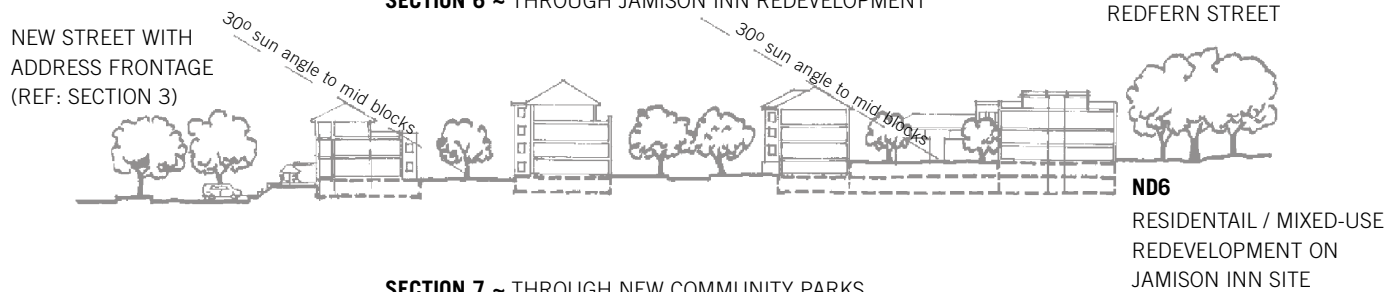 SECTION 6 ~ THROUGH JAMISON INN REDEVELOPMENT
REDFERN STREET
NEW STREET WITH
ADDRESS FRONTAGE
(REF: SECTION 3)
30º sun angle to mid blocks
30º sun angle to mid blocks
ND6
RESIDENTAIL / MIXED-USE
REDEVELOPMENT ON
JAMISON INN SITE
SECTION 7 ~ THROUGH NEW COMMUNITY PARKS